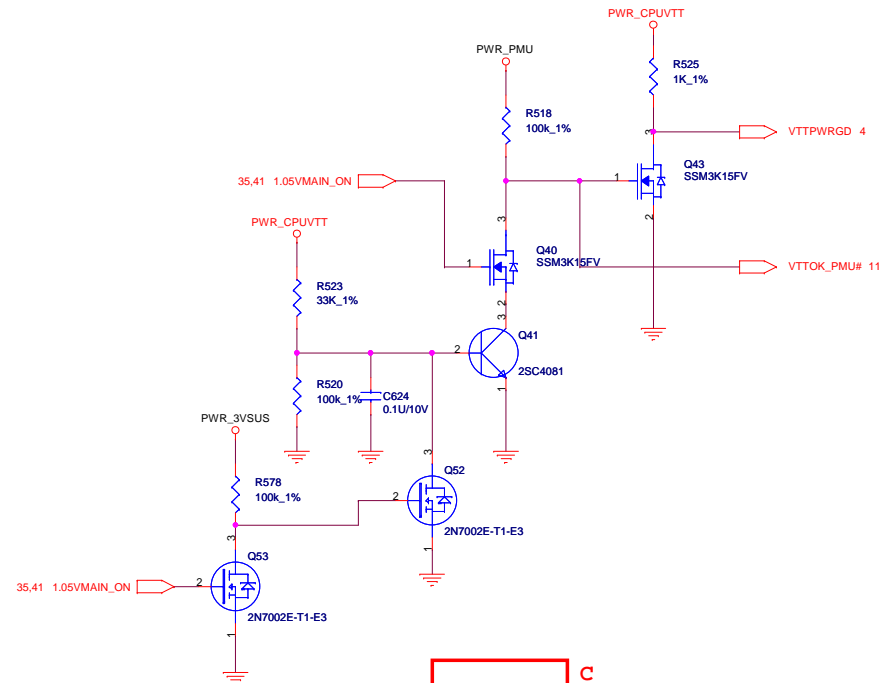 PWR_CPUVTT
R525
1K_1%
PWR_PMU
R518
100k_1%
3
VTTPWRGD 4
Q43
SSM3K15FV
1
2
35,41 1.05VMAIN_ON
PWR_CPUVTT
3
Q40
SSM3K15FV
1
2
VTTOK_PMU# 11
R523
33K_1%
3
Q41
2
2SC4081
1
R520
100k_1%
C624
0.1U/10V
PWR_3VSUS
R578
100k_1%
3
Q52
2
2N7002E-T1-E3
1
3
Q53
35,41 1.05VMAIN_ON
2
2N7002E-T1-E3
1
C